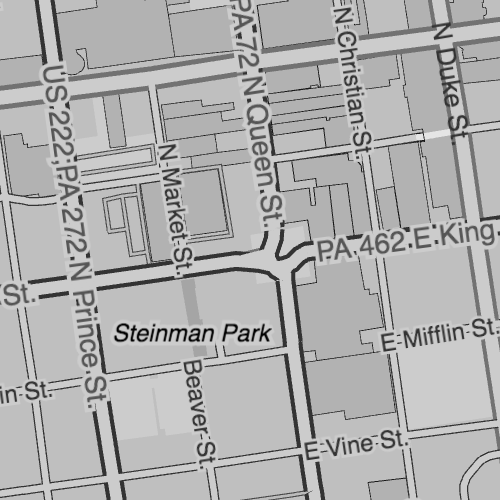 US 222;PA 272 N Prince St.
PA 72 N Queen St.
N Christian St.
N Duke St.
N Market St.
PA 462 E King
St.
Steinman Park
E Mifflin St.
in St.
Beaver St.
E Vine St.